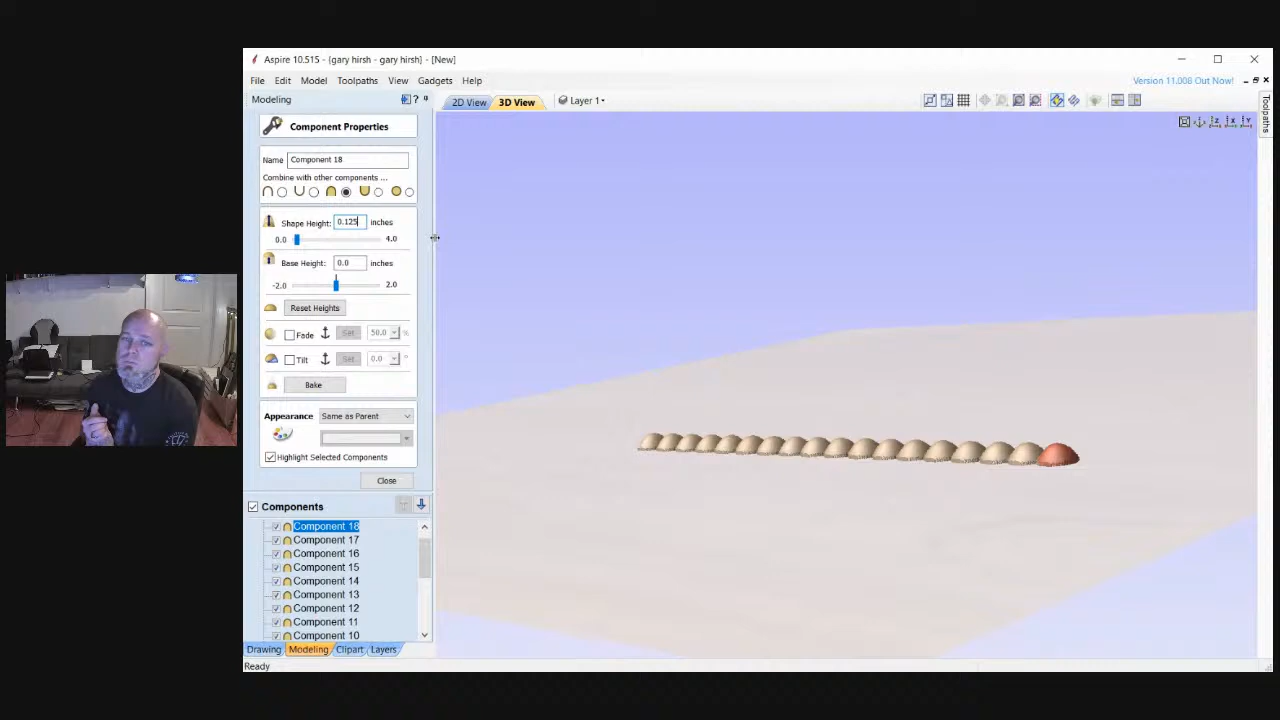 Aspire 10.515 - {gary hirsh - gary hirsh} - [New]
File Edit Model Toolpaths View Gadgets Help
Version 11.008 Out Now!
Modeling
2D View 3D View Layer 1
Toolpaths
Component Properties
Name Component 18
Combine with other components ...
Shape Height: 0.125 inches
0.0 4.0
Base Height: 0.0 inches
-2.0 2.0
Reset Heights
Fade Set 50.0 %
Tilt Set 0.0 °
Bake
Appearance Same as Parent
Highlight Selected Components
Close
Components
Component 18
Component 17
Component 16
Component 15
Component 14
Component 13
Component 12
Component 11
Component 10
Drawing Modeling Clipart Layers
Ready